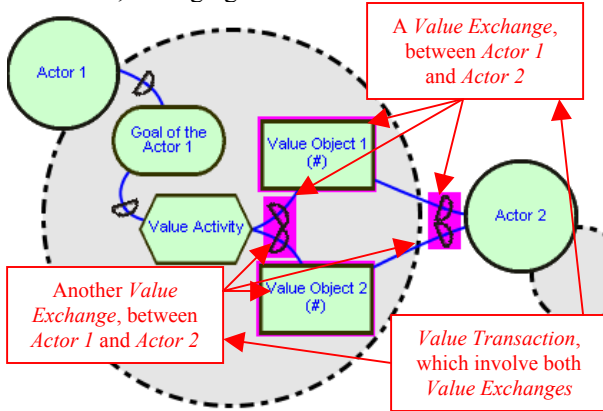 A Value Exchange,
between Actor 1
and Actor 2
Actor 1
Goal of the
Actor 1
Value Object 1
(#)
Value Activity
Actor 2
Value Object 2
(#)
Another Value
Exchange, between
Actor 1 and Actor 2
Value Transaction,
which involve both
Value Exchanges